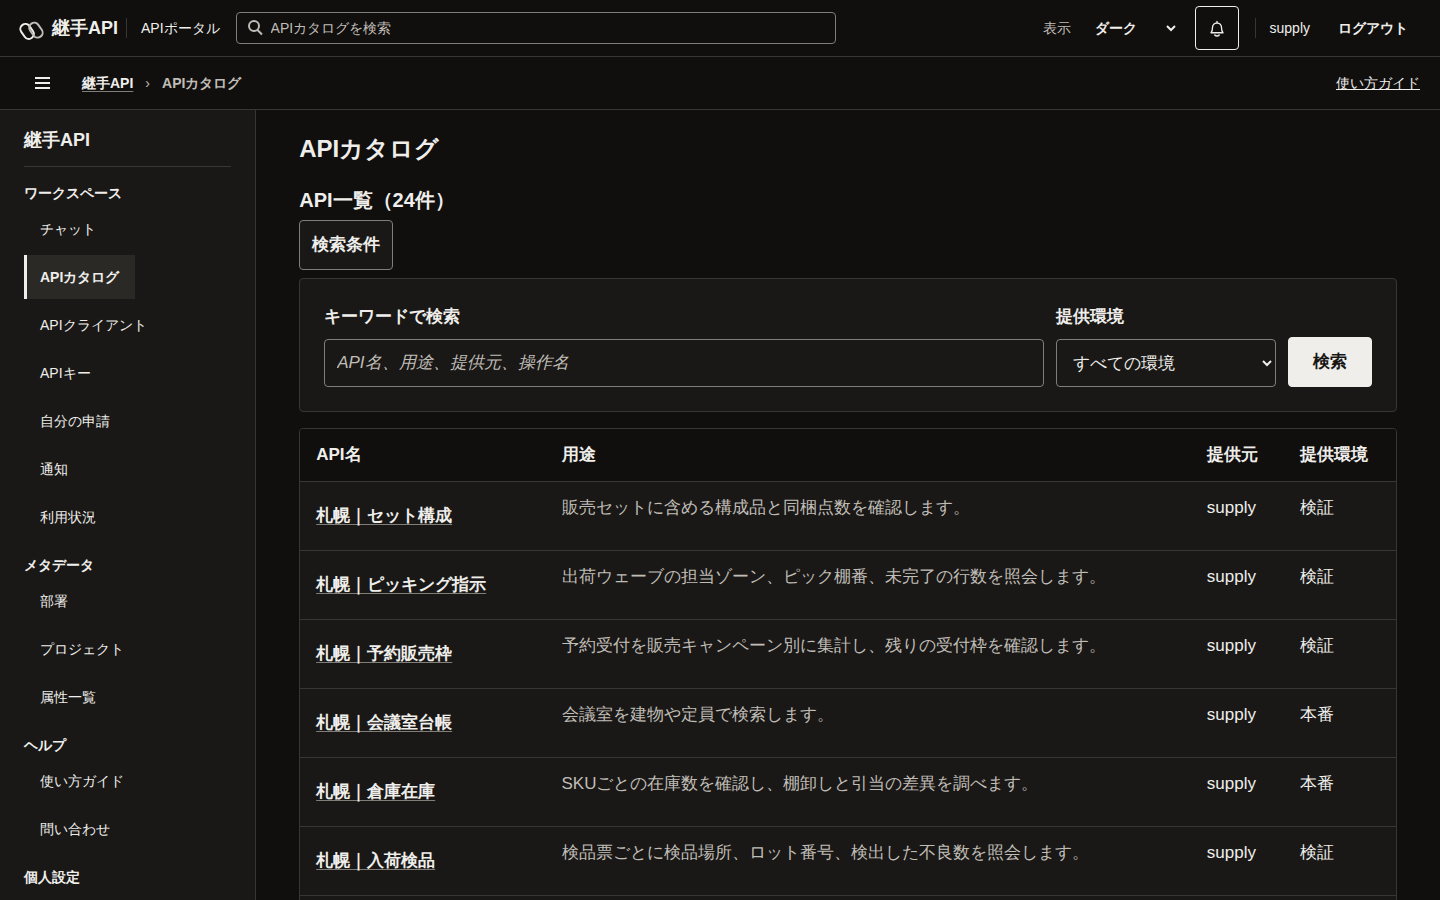 継手API
APIポータル
APIカタログを検索
表示
ダーク
supply
ログアウト
継手API › APIカタログ
使い方ガイド
継手API
ワークスペース
チャット
APIカタログ
APIクライアント
APIキー
自分の申請
通知
利用状況
メタデータ
部署
プロジェクト
属性一覧
ヘルプ
使い方ガイド
問い合わせ
個人設定
APIカタログ
API一覧（24件）
検索条件
キーワードで検索
提供環境
API名、用途、提供元、操作名
すべての環境
検索
API名 用途 提供元 提供環境
札幌｜セット構成 販売セットに含める構成品と同梱点数を確認します。 supply 検証
札幌｜ピッキング指示 出荷ウェーブの担当ゾーン、ピック棚番、未完了の行数を照会します。 supply 検証
札幌｜予約販売枠 予約受付を販売キャンペーン別に集計し、残りの受付枠を確認します。 supply 検証
札幌｜会議室台帳 会議室を建物や定員で検索します。 supply 本番
札幌｜倉庫在庫 SKUごとの在庫数を確認し、棚卸しと引当の差異を調べます。 supply 本番
札幌｜入荷検品 検品票ごとに検品場所、ロット番号、検出した不良数を照会します。 supply 検証